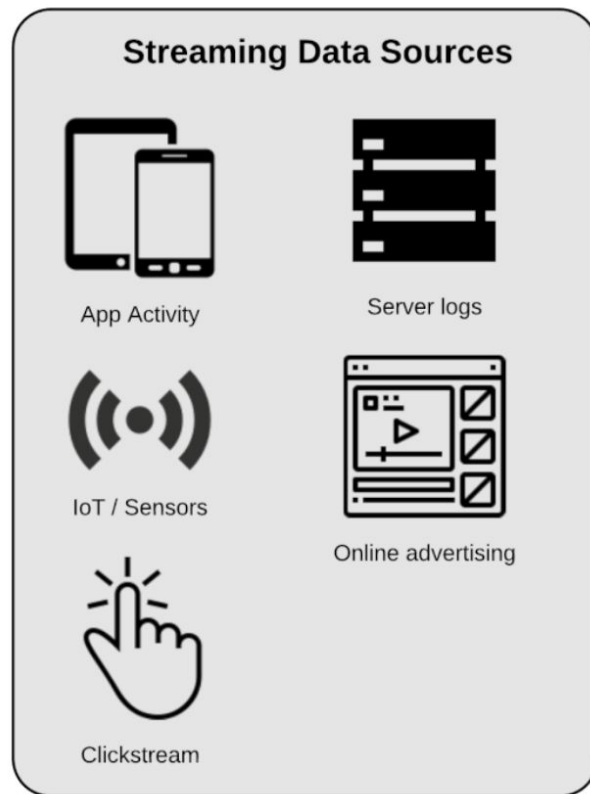 Streaming Data Sources
App Activity
Server logs
IoT / Sensors
Online advertising
Clickstream